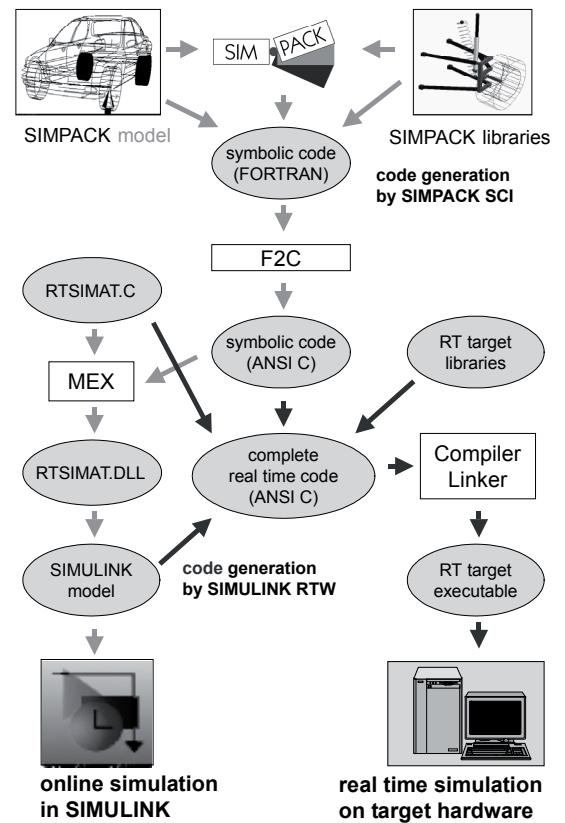 SIM PACK
SIMPACK model
SIMPACK libraries
symbolic code
(FORTRAN)
code generation
by SIMPACK SCI
F2C
RTSIMAT.C
symbolic code
(ANSI C)
RT target
libraries
MEX
complete
real time code
(ANSI C)
Compiler
Linker
RTSIMAT.DLL
SIMULINK
model
code generation
by SIMULINK RTW
RT target
executable
online simulation
in SIMULINK
real time simulation
on target hardware